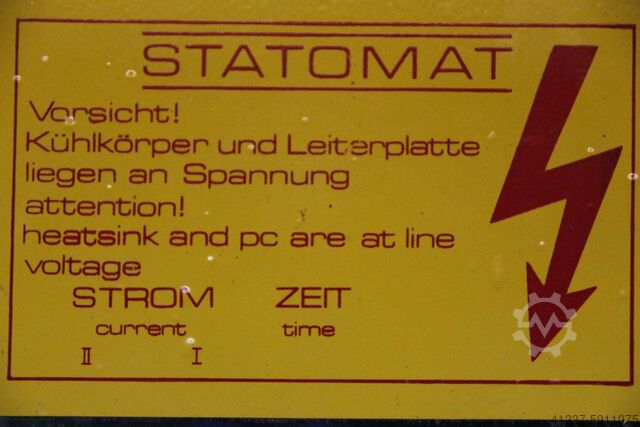 STATOMAT
Vorsicht!
Kühlkörper und Leiterplatte
liegen an Spannung
attention!
heatsink and pc are at line
voltage
STROM ZEIT
current time
II I